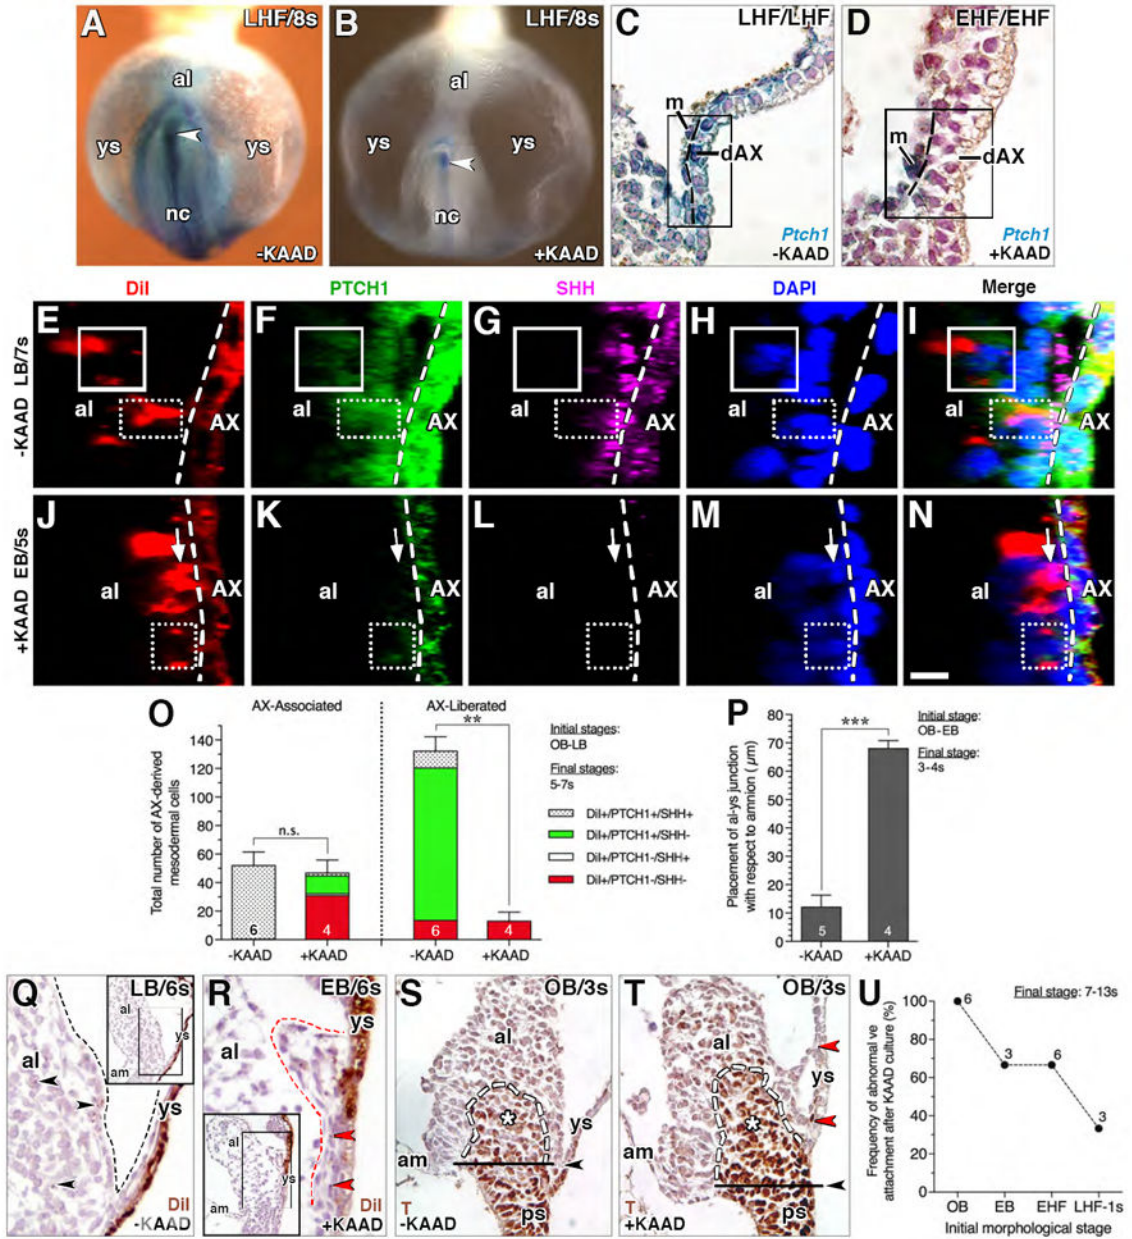 A
LHF/8s
al
ys
ys
nc
-KAAD
B
LHF/8s
al
ys
ys
nc
+KAAD
C
LHF/LHF
m
dAX
Ptch1
-KAAD
D
EHF/EHF
m
dAX
Ptch1
+KAAD
DiI
PTCH1
SHH
DAPI
Merge
-KAAD LB/7s
E
al
AX
F
al
AX
G
al
AX
H
al
AX
I
al
AX
+KAAD EB/5s
J
al
AX
K
al
AX
L
al
AX
M
al
AX
N
al
AX
O
AX-Associated
AX-Liberated
Total number of AX-derived
mesodermal cells
140
120
100
80
60
40
20
0
n.s.
**
6
4
6
4
-KAAD
+KAAD
-KAAD
+KAAD
Initial stages:
OB-LB
Final stages:
5-7s
DiI+/PTCH1+/SHH+
DiI+/PTCH1+/SHH-
DiI+/PTCH1-/SHH+
DiI+/PTCH1-/SHH-
P
Placement of al-ys junction
with respect to amnion (µm)
80
70
60
50
40
30
20
10
0
***
5
4
-KAAD
+KAAD
Initial stage:
OB-EB
Final stage:
3-4s
Q
LB/6s
al
ys
am
al
ys
DiI
-KAAD
R
EB/6s
ys
al
al
ys
am
DiI
+KAAD
S
OB/3s
al
*
ys
am
ps
T
-KAAD
T
OB/3s
al
ys
*
am
ps
T
+KAAD
U
Final stage: 7-13s
Frequency of abnormal ve
attachment after KAAD culture (%)
100
80
60
40
20
0
6
3
6
3
OB
EB
EHF
LHF-1s
Initial morphological stage